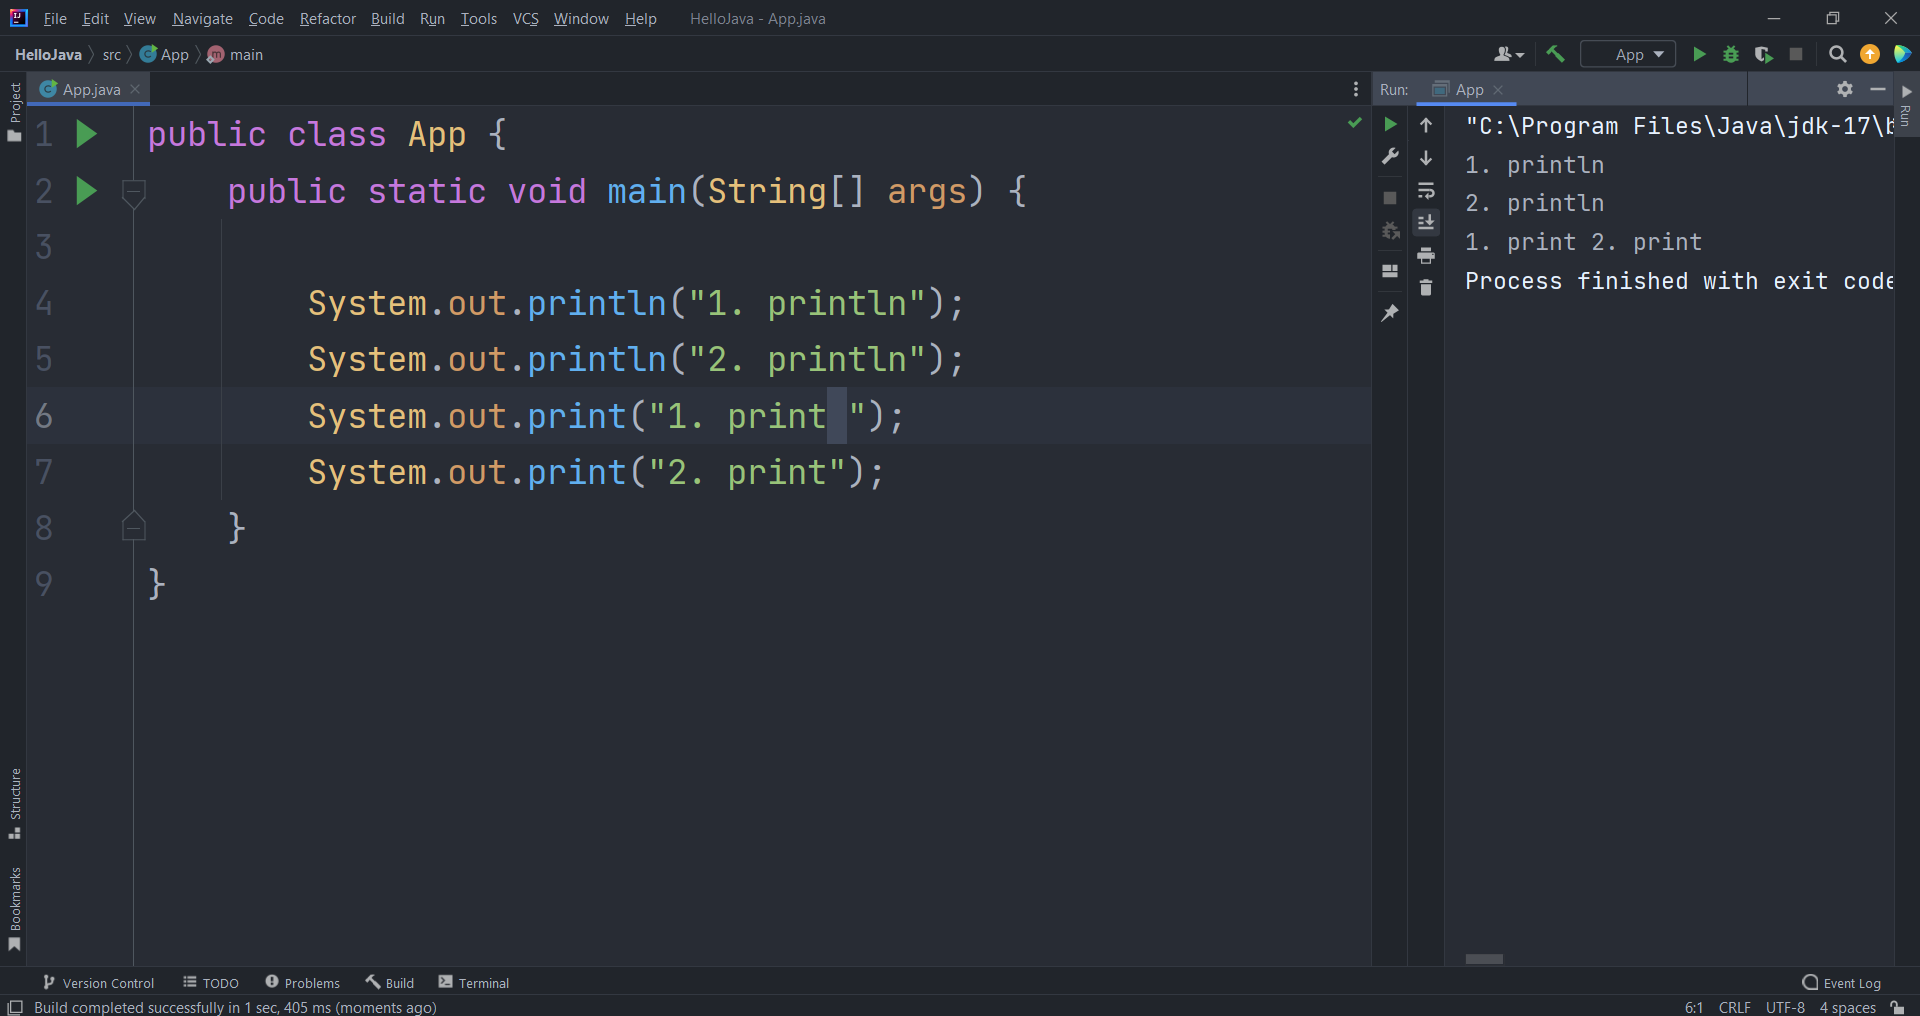 File Edit View Navigate Code Refactor Build Run Tools VCS Window Help HelloJava - App.java
HelloJava src App main
App
Project
App.java
Run: App
Run
1 public class App {
2 public static void main(String[] args) {
3
4 System.out.println("1. println");
5 System.out.println("2. println");
6 System.out.print("1. print ");
7 System.out.print("2. print");
8 }
9 }
"C:\Program Files\Java\jdk-17\b
1. println
2. println
1. print 2. print
Process finished with exit code
Structure
Bookmarks
Version Control TODO Problems Build Terminal Event Log
Build completed successfully in 1 sec, 405 ms (moments ago) 6:1 CRLF UTF-8 4 spaces